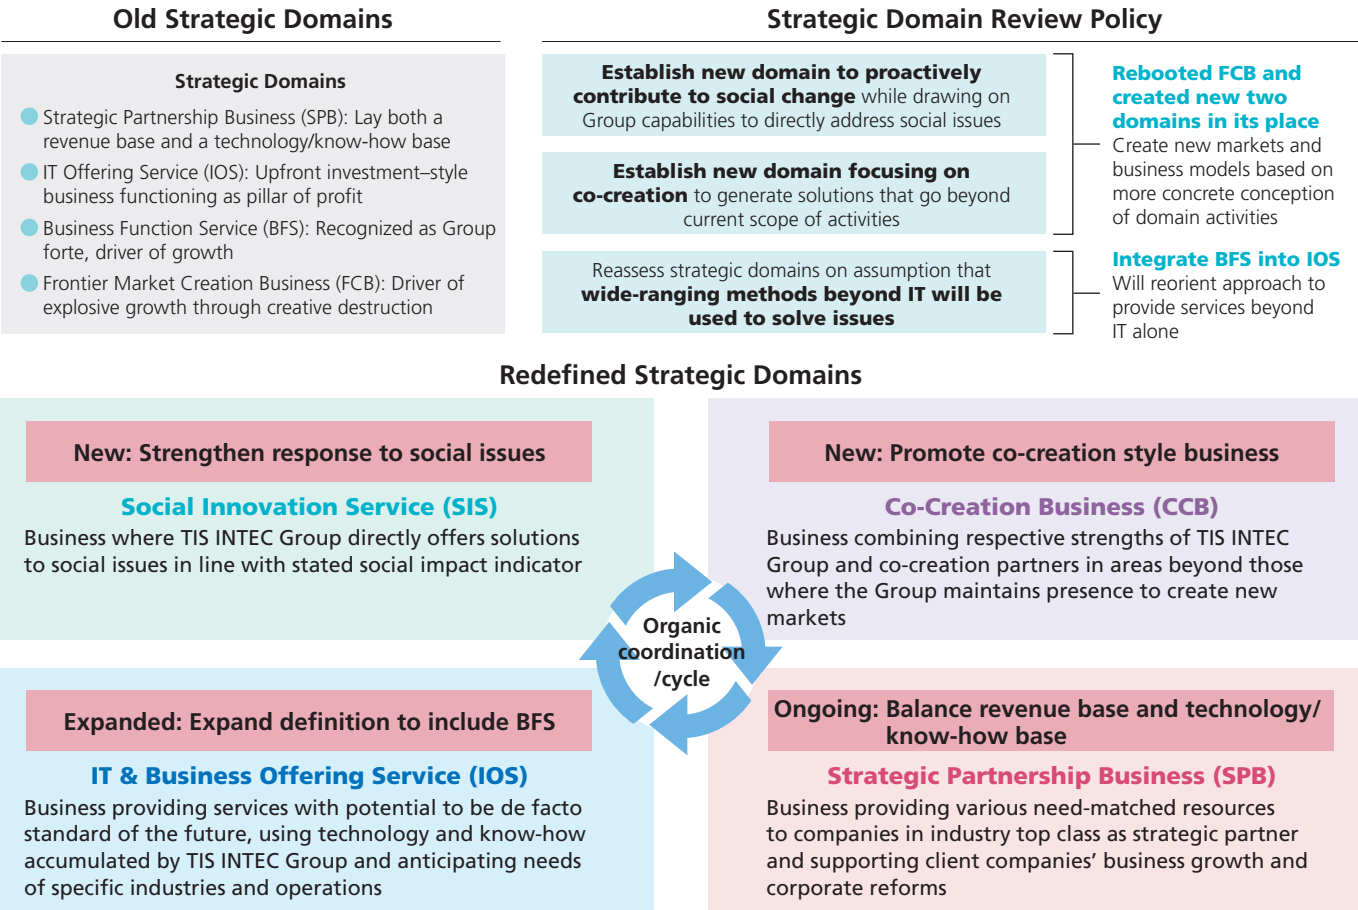 Old Strategic Domains
Strategic Domains
Strategic Partnership Business (SPB): Lay both a
revenue base and a technology/know-how base
IT Offering Service (IOS): Upfront investment–style
business functioning as pillar of profit
Business Function Service (BFS): Recognized as Group
forte, driver of growth
Frontier Market Creation Business (FCB): Driver of
explosive growth through creative destruction
Strategic Domain Review Policy
Establish new domain to proactively
contribute to social change while drawing on
Group capabilities to directly address social issues
Establish new domain focusing on
co-creation to generate solutions that go beyond
current scope of activities
Reassess strategic domains on assumption that
wide-ranging methods beyond IT will be
used to solve issues
Rebooted FCB and
created new two
domains in its place
Create new markets and
business models based on
more concrete conception
of domain activities
Integrate BFS into IOS
Will reorient approach to
provide services beyond
IT alone
Redefined Strategic Domains
New: Strengthen response to social issues
Social Innovation Service (SIS)
Business where TIS INTEC Group directly offers solutions
to social issues in line with stated social impact indicator
New: Promote co-creation style business
Co-Creation Business (CCB)
Business combining respective strengths of TIS INTEC
Group and co-creation partners in areas beyond those
where the Group maintains presence to create new
markets
Organic
coordination
/cycle
Expanded: Expand definition to include BFS
IT & Business Offering Service (IOS)
Business providing services with potential to be de facto
standard of the future, using technology and know-how
accumulated by TIS INTEC Group and anticipating needs
of specific industries and operations
Ongoing: Balance revenue base and technology/
know-how base
Strategic Partnership Business (SPB)
Business providing various need-matched resources
to companies in industry top class as strategic partner
and supporting client companies’ business growth and
corporate reforms